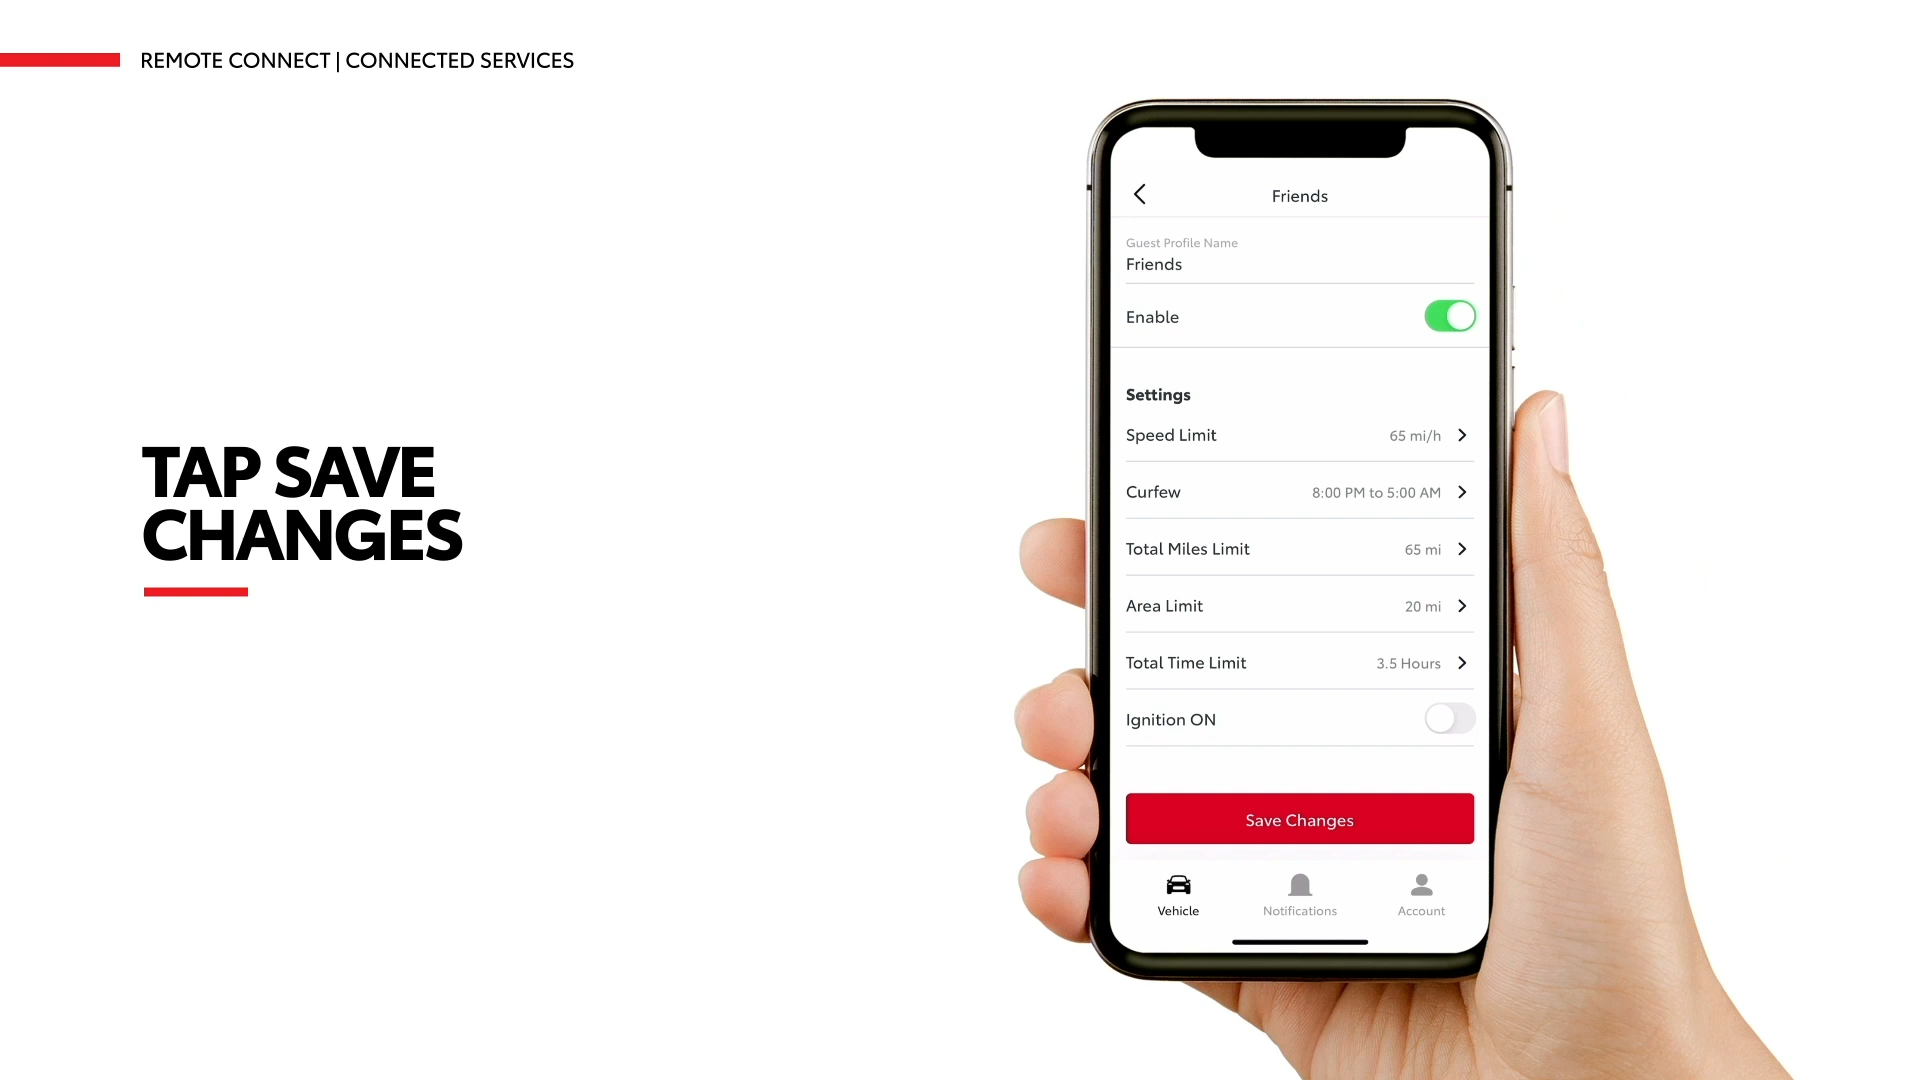 REMOTE CONNECT | CONNECTED SERVICES
TAP SAVE
CHANGES
Friends
Guest Profile Name
Friends
Enable
Settings
Speed Limit 65 mi/h
Curfew 8:00 PM to 5:00 AM
Total Miles Limit 65 mi
Area Limit 20 mi
Total Time Limit 3.5 Hours
Ignition ON
Save Changes
Vehicle Notifications Account